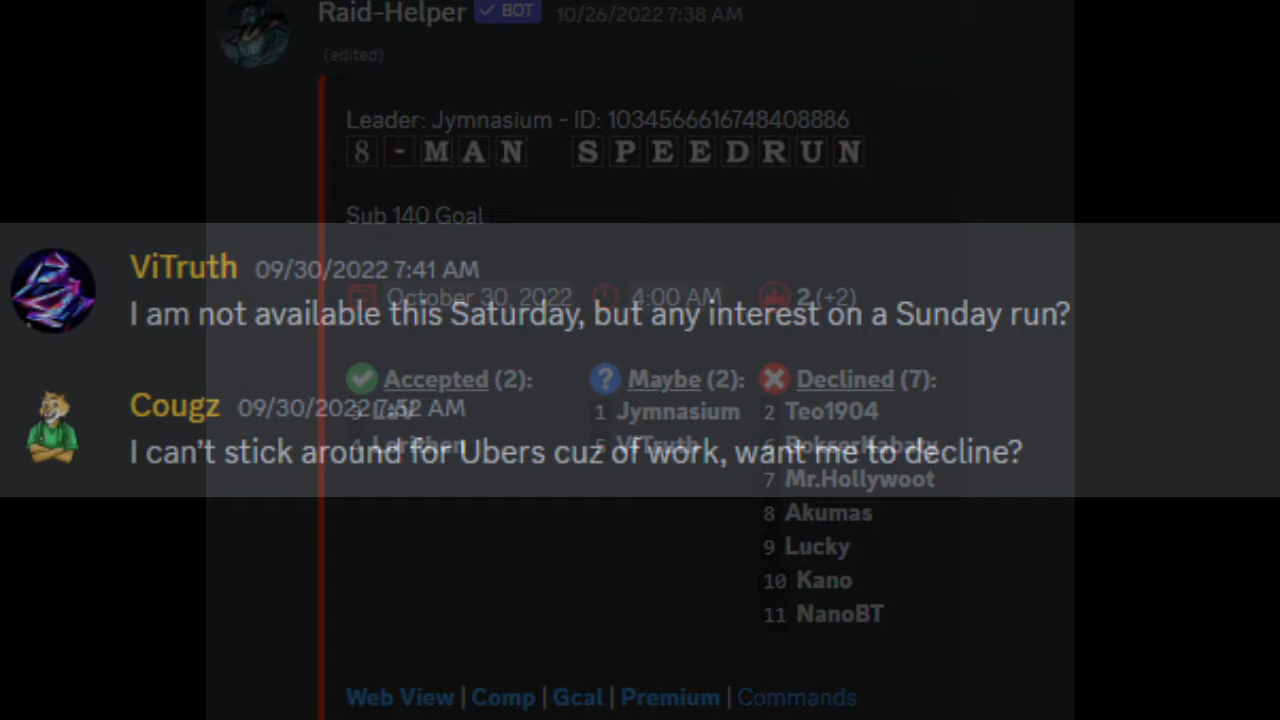 Raid-Helper ✓ BOT 10/26/2022 7:38 AM
(edited)
Leader: Jymnasium - ID: 1034566616748408886
8 - MAN SPEEDRUN
Sub 140 Goal
ViTruth 09/30/2022 7:41 AM
October 30, 2022 4:00 AM 2 (+2)
I am not available this Saturday, but any interest on a Sunday run?
Accepted (2): Maybe (2): Declined (7):
Cougz 09/30/2022 7:52 AM
1 Jymnasium 2 Teo1904
5 ViTruth
I can't stick around for Ubers cuz of work, want me to decline?
7 Mr.Hollywoot
8 Akumas
9 Lucky
10 Kano
11 NanoBT
Web View | Comp | Gcal | Premium | Commands